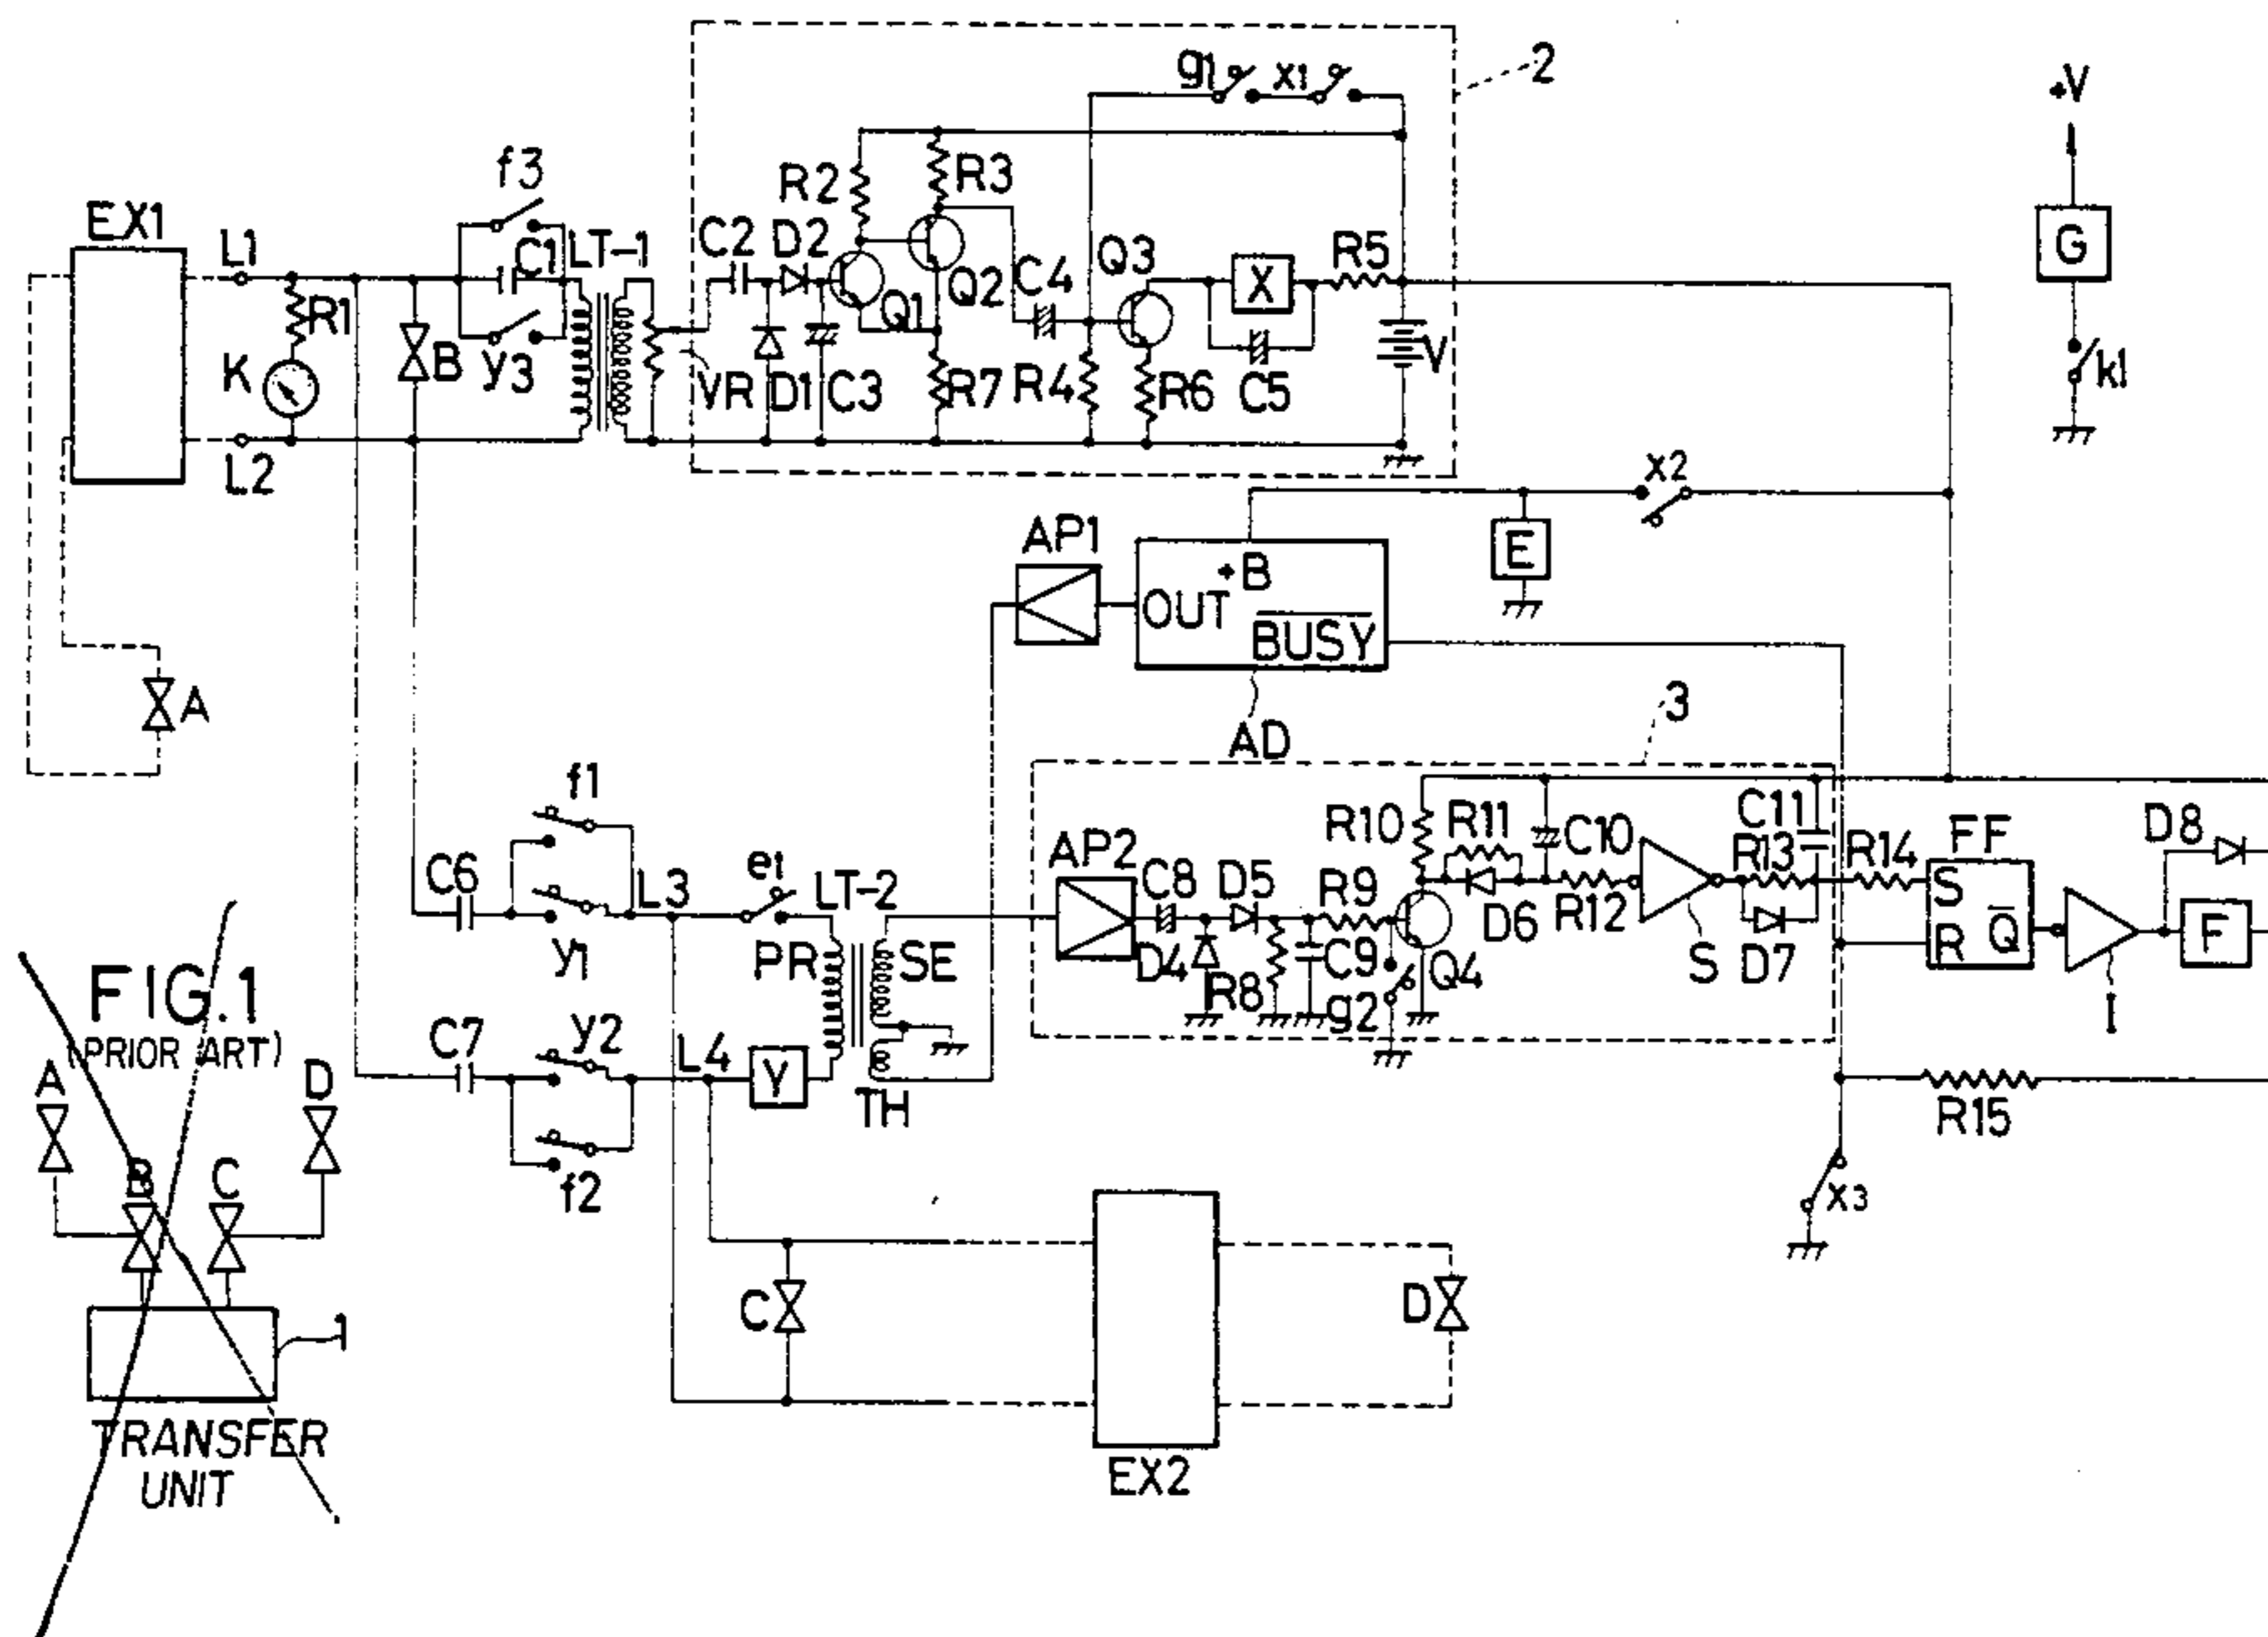 2
g1 x1
+V
f3
R2 R3
EX1 L1 C1 LT-1 C2 D2 Q3 R5 G
R1 Q1 Q2 C4 X
K B y3 VR D1 C3 R7 R4 R6 C5 V k1
L2
x2
AP1 E
+B
OUT
BUSY
A
AD
3
f1
C11
R10 R11 C10 R13 R14 FF D8
C6 e1 LT-2 AP2 C8 D5 R9 S
L3 D6 R12 Q̅ F
y1 PR SE D4 R8 C9 Q4 S D7 R
g2 I
FIG.1
(PRIOR ART)
C7 y2 L4 Y
TH
A D
R15
B C f2
x3
C D
1
TRANSFER
UNIT
EX2